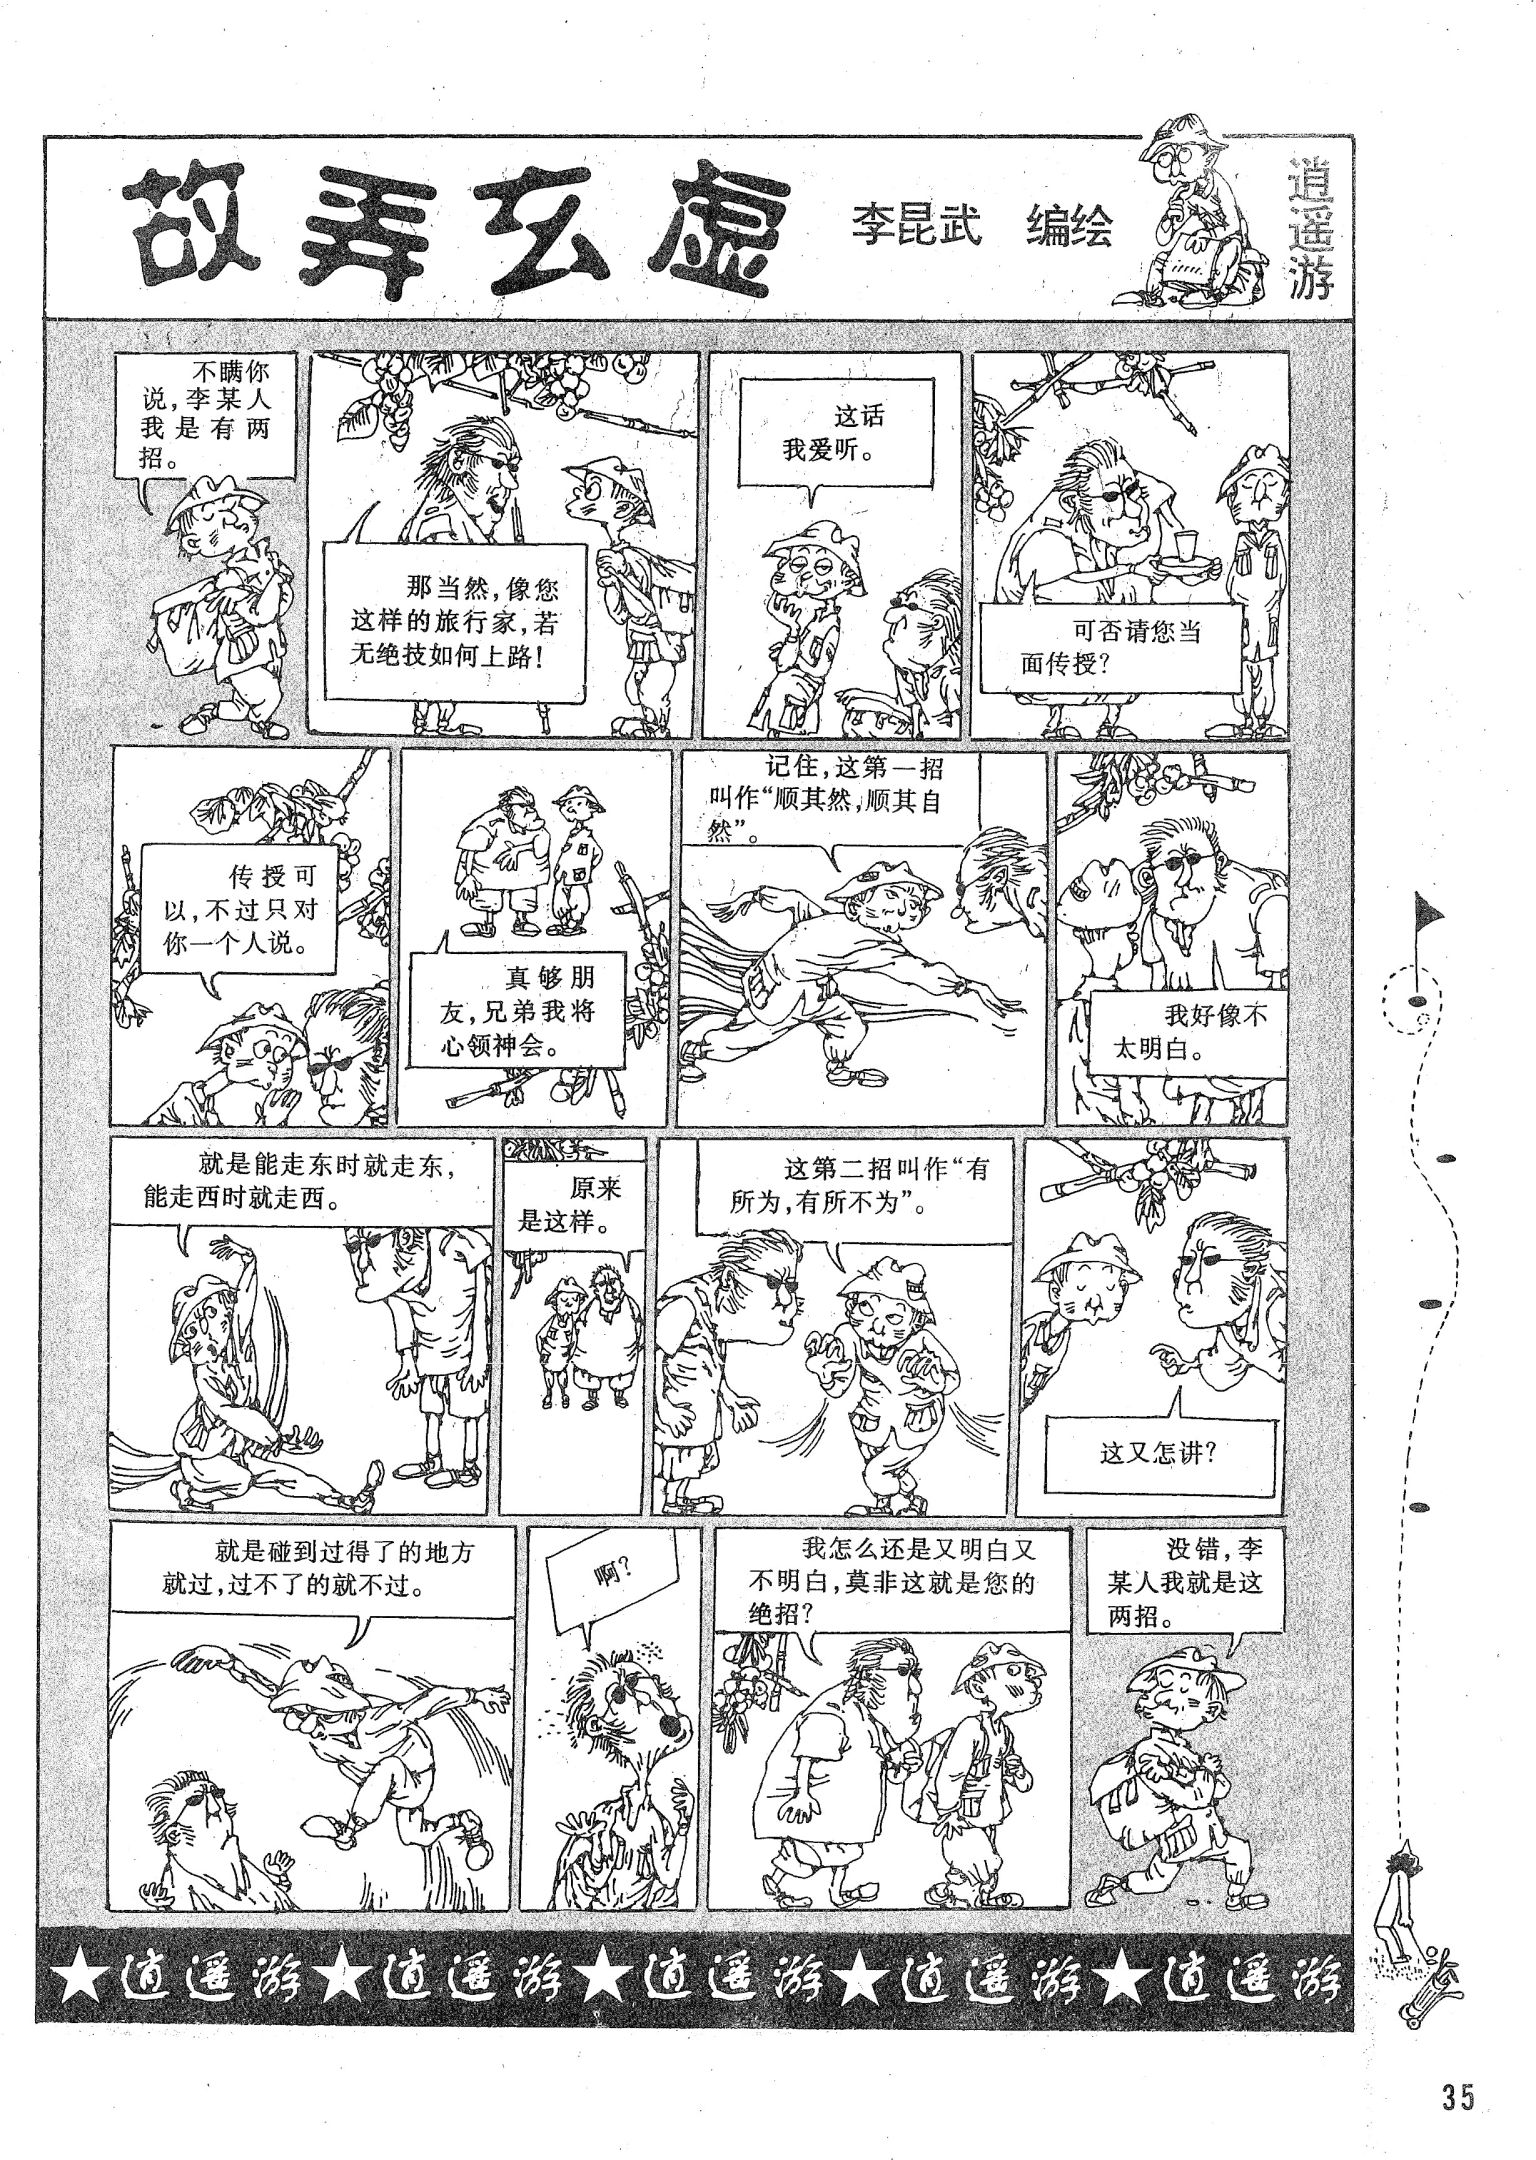 故弄玄虚
李昆武 编绘
逍遥游
不瞒你
说,李某人
我是有两
招。
那当然,像您
这样的旅行家,若
无绝技如何上路!
这话
我爱听。
可否请您当
面传授?
传授可
以,不过只对
你一个人说。
真够朋
友,兄弟我将
心领神会。
记住,这第一招
叫作“顺其然,顺其自
然”。
我好像不
太明白。
就是能走东时就走东,
能走西时就走西。
原来
是这样。
这第二招叫作“有
所为,有所不为”。
这又怎讲?
就是碰到过得了的地方
就过,过不了的就不过。
啊?
我怎么还是又明白又
不明白,莫非这就是您的
绝招?
没错,李
某人我就是这
两招。
★逍遥游★逍遥游★逍遥游★逍遥游★逍遥游
35